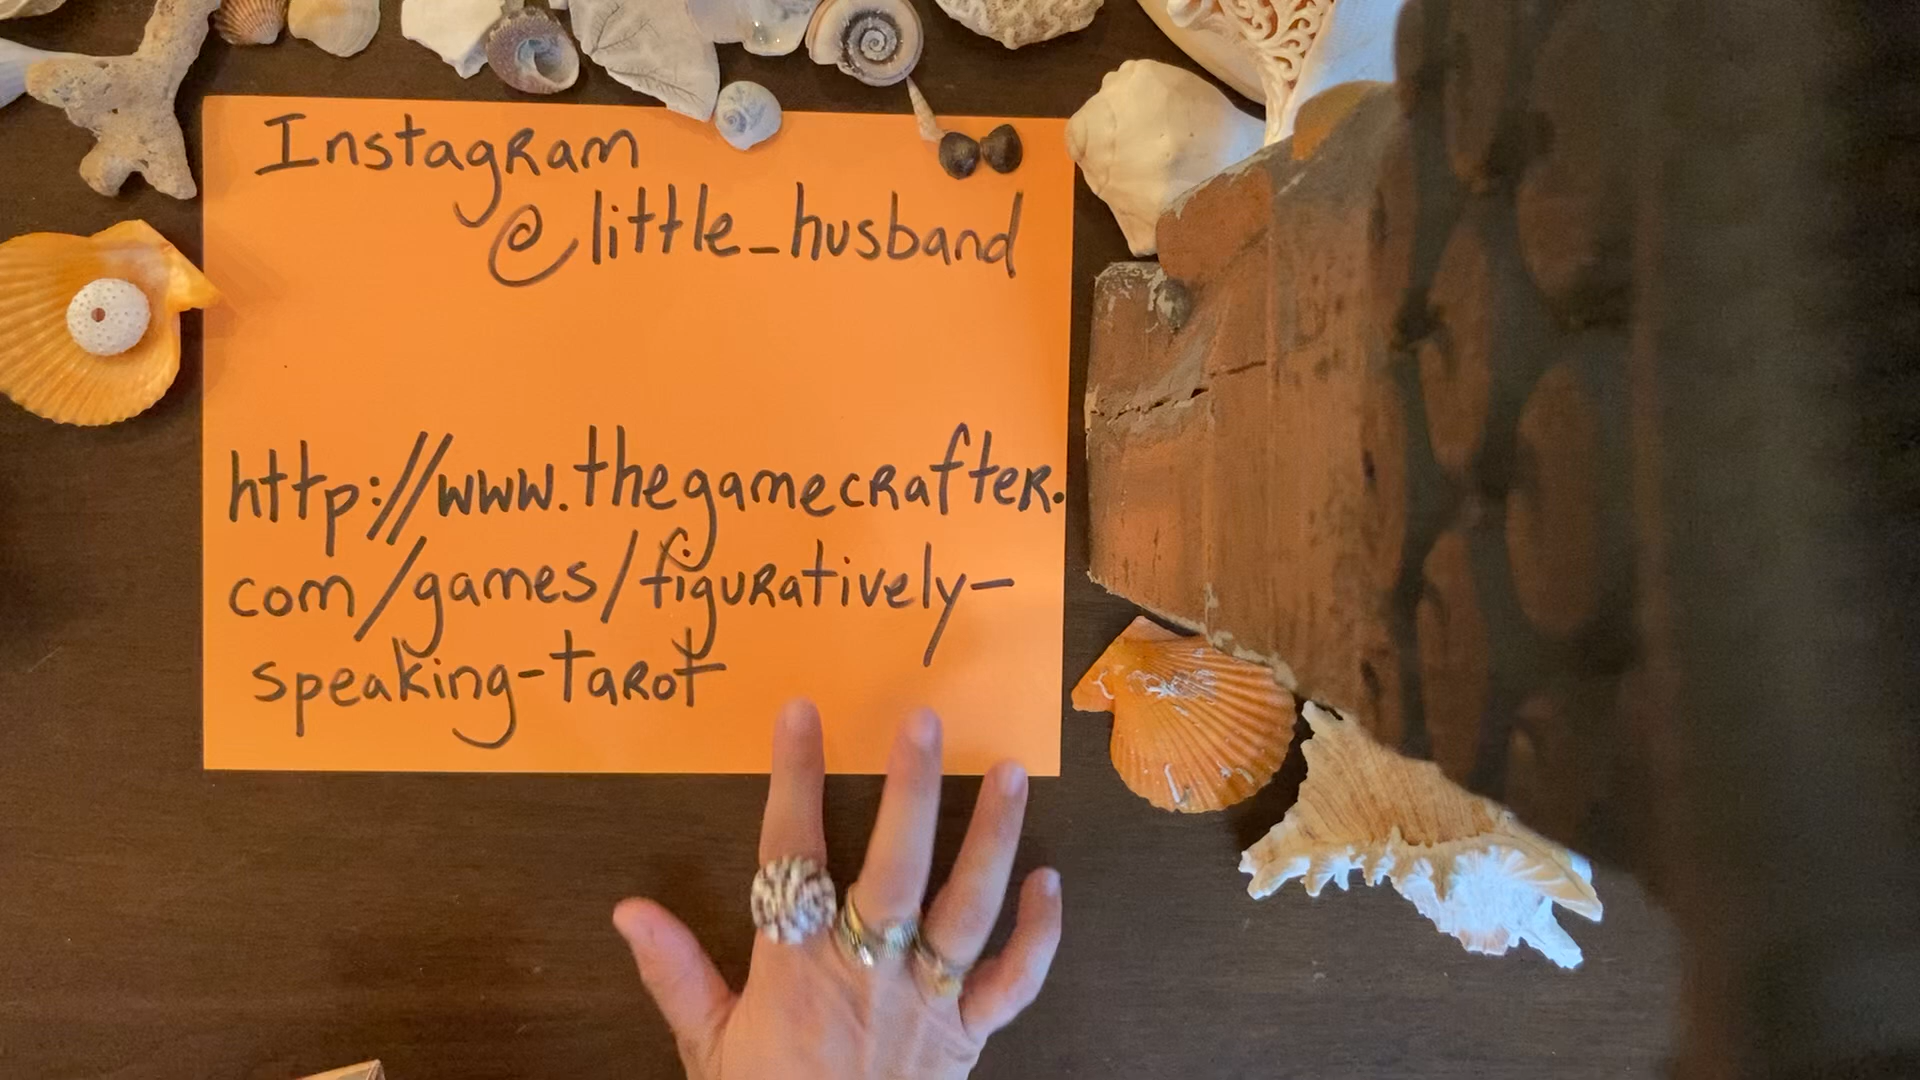 Instagram
@little_husband
http://www.thegamecrafter.
com/games/figuratively-
speaking-tarot